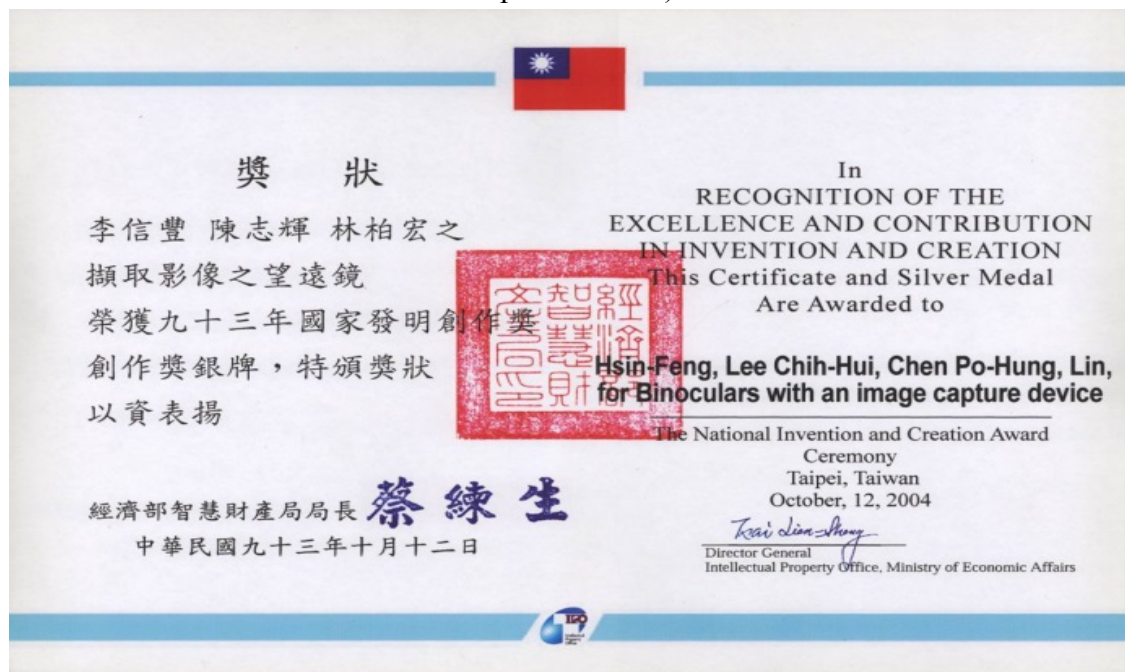 獎 狀
李信豐 陳志輝 林柏宏之
擷取影像之望遠鏡
榮獲九十三年國家發明創作獎
創作獎銀牌，特頒獎狀
以資表揚
經濟部智慧財產局局長 蔡練生
中華民國九十三年十月十二日
In
RECOGNITION OF THE
EXCELLENCE AND CONTRIBUTION
IN INVENTION AND CREATION
This Certificate and Silver Medal
Are Awarded to
Hsin-Feng, Lee Chih-Hui, Chen Po-Hung, Lin,
for Binoculars with an image capture device
The National Invention and Creation Award
Ceremony
Taipei, Taiwan
October, 12, 2004
Tsai Lien-Sheng
Director General
Intellectual Property Office, Ministry of Economic Affairs